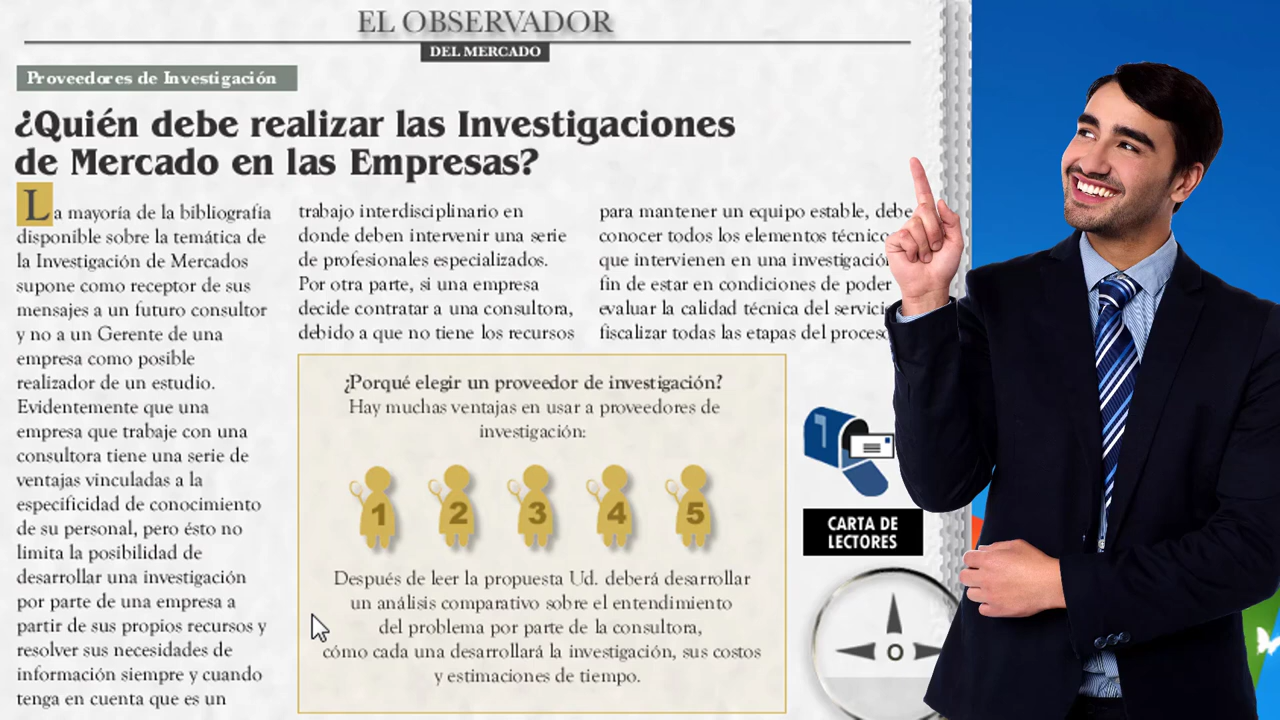 EL OBSERVADOR
DEL MERCADO
Proveedores de Investigación
¿Quién debe realizar las Investigaciones
de Mercado en las Empresas?
La mayoría de la bibliografía
disponible sobre la temática de
la Investigación de Mercados
supone como receptor de sus
mensajes a un futuro consultor
y no a un Gerente de una
empresa como posible
realizador de un estudio.
Evidentemente que una
empresa que trabaje con una
consultora tiene una serie de
ventajas vinculadas a la
especificidad de conocimiento
de su personal, pero ésto no
limita la posibilidad de
desarrollar una investigación
por parte de una empresa a
partir de sus propios recursos y
resolver sus necesidades de
información siempre y cuando
tenga en cuenta que es un
trabajo interdisciplinario en
donde deben intervenir una serie
de profesionales especializados.
Por otra parte, si una empresa
decide contratar a una consultora,
debido a que no tiene los recursos
para mantener un equipo estable, debe
conocer todos los elementos técnico
que intervienen en una investigació
fin de estar en condiciones de poder
evaluar la calidad técnica del servici
fiscalizar todas las etapas del proceso
¿Porqué elegir un proveedor de investigación?
Hay muchas ventajas en usar a proveedores de
investigación:
1 2 3 4 5
Después de leer la propuesta Ud. deberá desarrollar
un análisis comparativo sobre el entendimiento
del problema por parte de la consultora,
cómo cada una desarrollará la investigación, sus costos
y estimaciones de tiempo.
CARTA DE
LECTORES
O